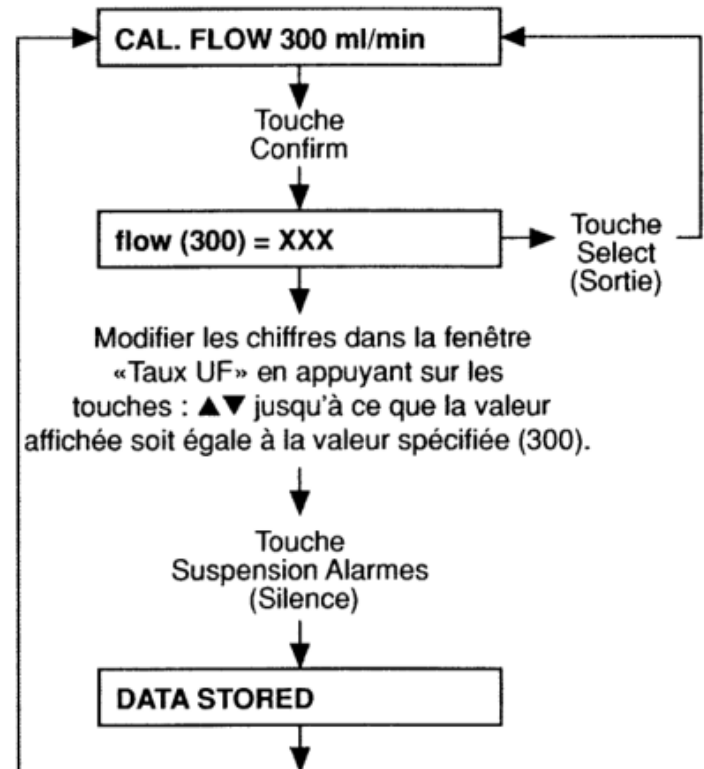 CAL. FLOW 300 ml/min
Touche
Confirm
flow (300) = XXX
Touche
Select
(Sortie)
Modifier les chiffres dans la fenêtre
«Taux UF» en appuyant sur les
touches : ▲▼ jusqu'à ce que la valeur
affichée soit égale à la valeur spécifiée (300).
Touche
Suspension Alarmes
(Silence)
DATA STORED